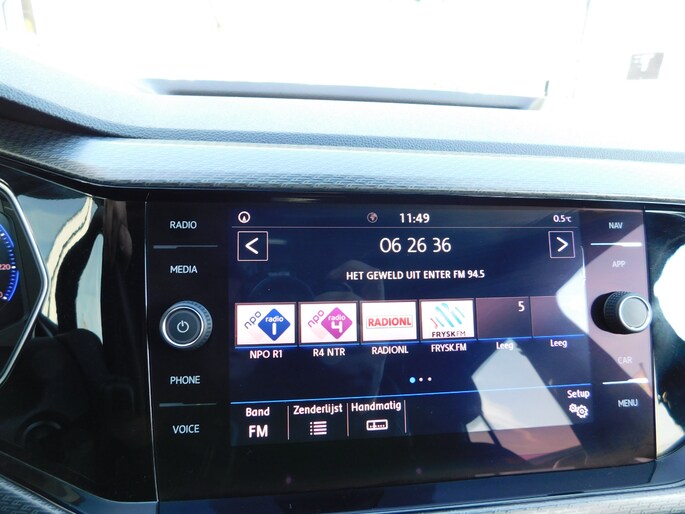 RADIO
MEDIA
PHONE
VOICE
220
11:49
0.5°C
<
06 26 36
>
HET GEWELD UIT ENTER FM 94.5
npo radio 1
npo radio 4
RADIONL
FRYSK FM
5
NPO R1
R4 NTR
RADIONL
FRYSK.FM
Leeg
Leeg
Band
FM
Zenderlijst
Handmatig
Setup
NAV
APP
CAR
MENU